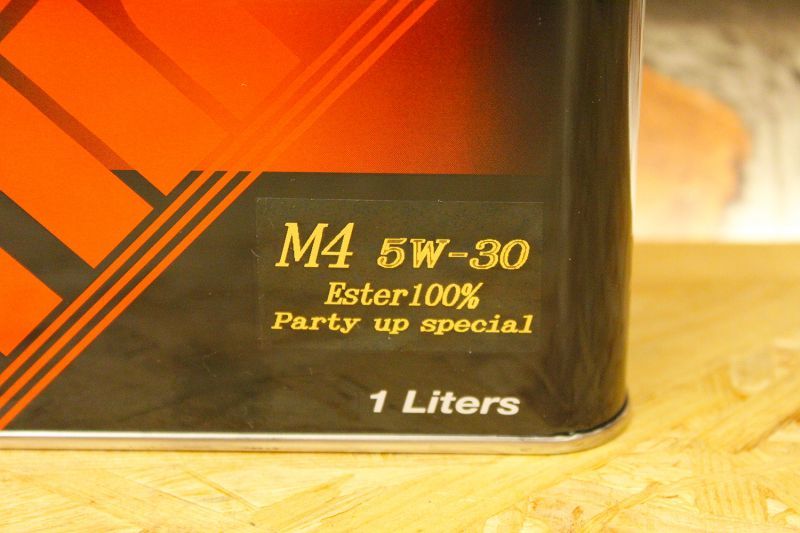 M4 5W-30
Ester100%
Party up special
1 Liters